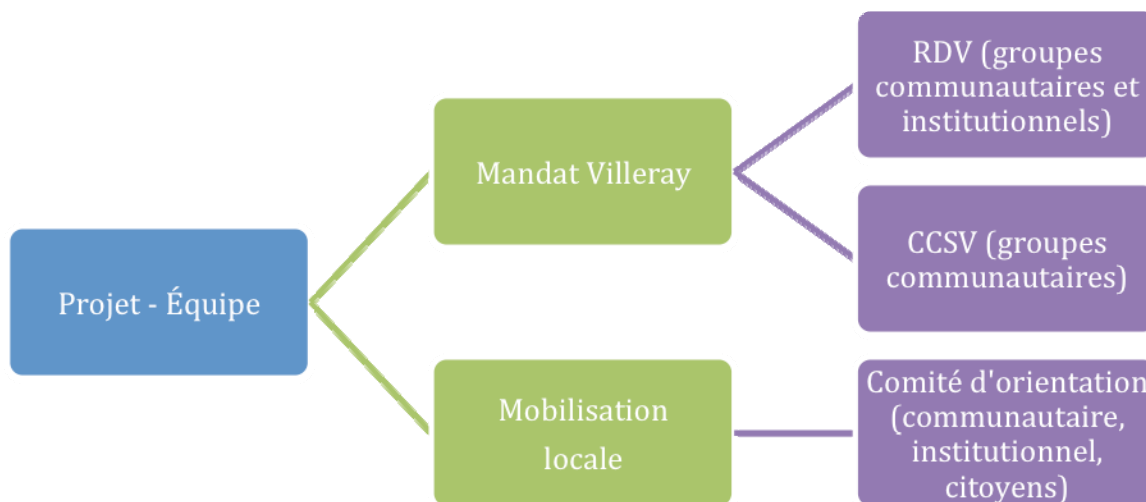 RDV (groupes
communautaires et
institutionnels)
Mandat Villeray
CCSV (groupes
communautaires)
Projet - Équipe
Mobilisation
locale
Comité d'orientation
(communautaire,
institutionnel,
citoyens)